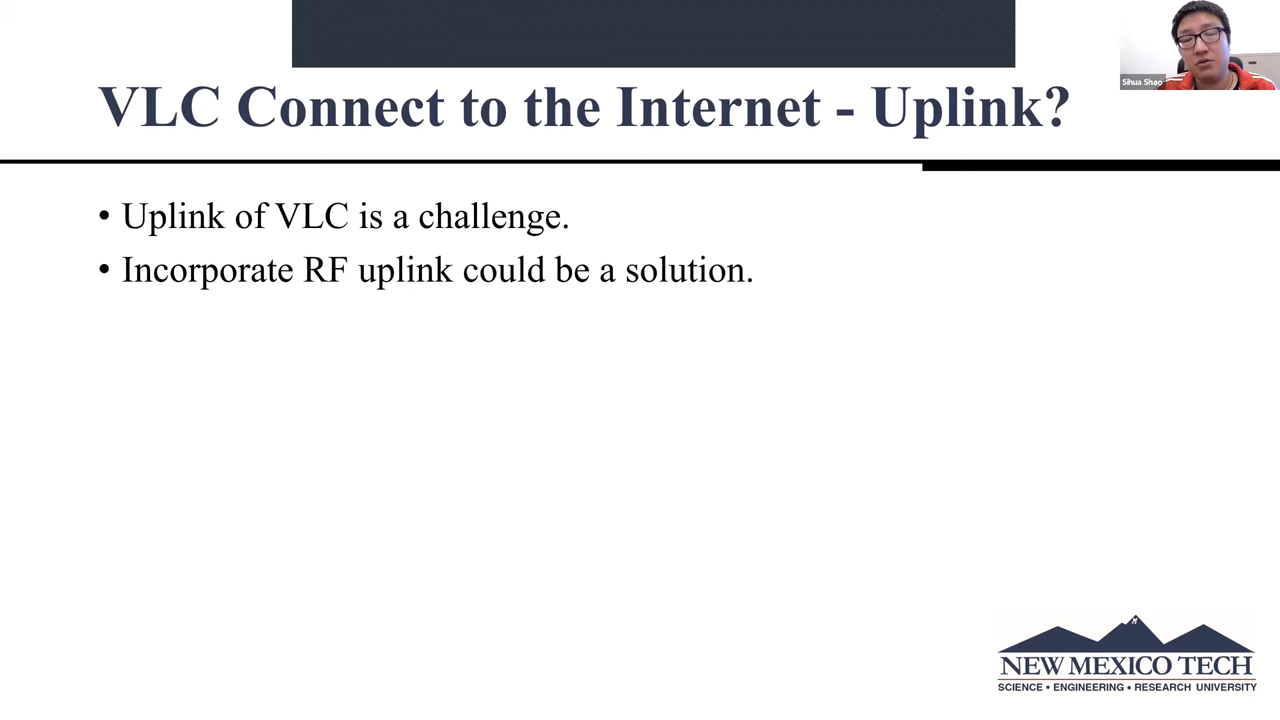 Sihua Shao
VLC Connect to the Internet - Uplink?
• Uplink of VLC is a challenge.
• Incorporate RF uplink could be a solution.
NEW MEXICO TECH
SCIENCE • ENGINEERING • RESEARCH UNIVERSITY